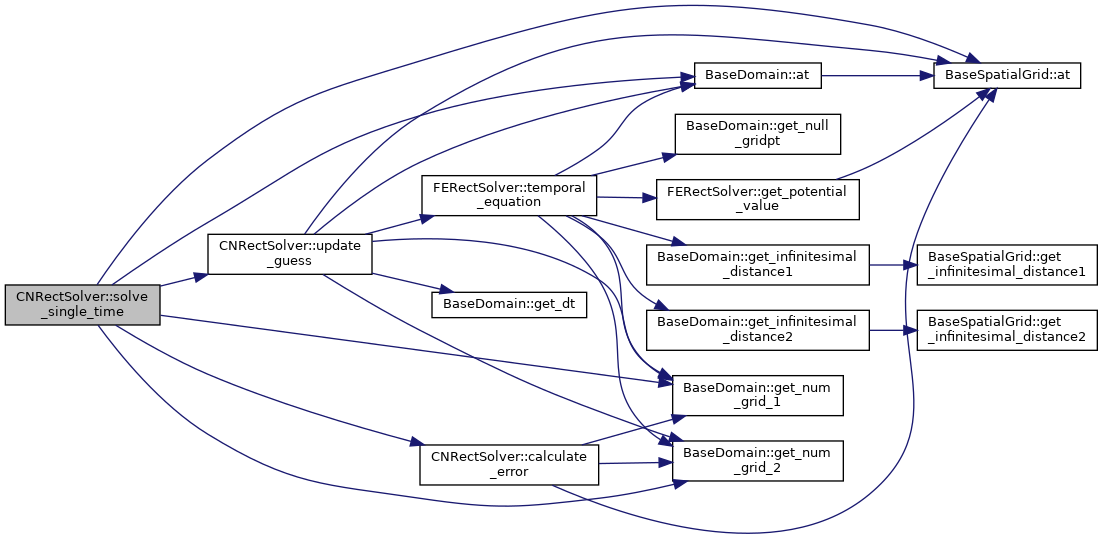 CNRectSolver::solve
_single_time
CNRectSolver::update
_guess
CNRectSolver::calculate
_error
FERectSolver::temporal
_equation
BaseDomain::get_dt
BaseDomain::at
BaseDomain::get_null
_gridpt
FERectSolver::get_potential
_value
BaseDomain::get_infinitesimal
_distance1
BaseDomain::get_infinitesimal
_distance2
BaseDomain::get_num
_grid_1
BaseDomain::get_num
_grid_2
BaseSpatialGrid::at
BaseSpatialGrid::get
_infinitesimal_distance1
BaseSpatialGrid::get
_infinitesimal_distance2